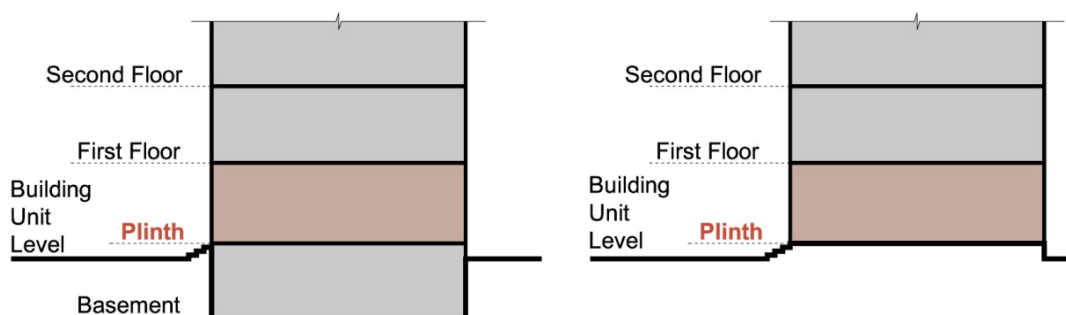 Second Floor
First Floor
Building
Unit
Level
Plinth
Basement
Second Floor
First Floor
Building
Unit
Level
Plinth